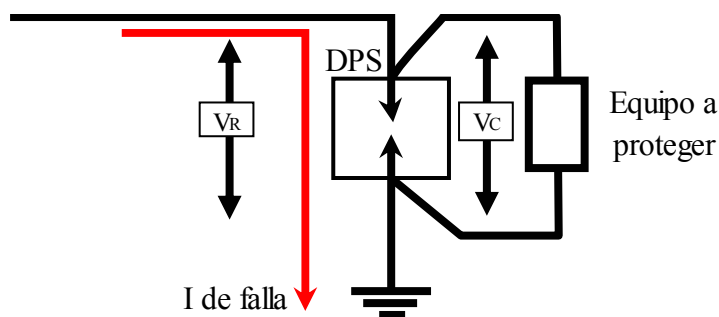 DPS
VR
VC
Equipo a
proteger
I de falla